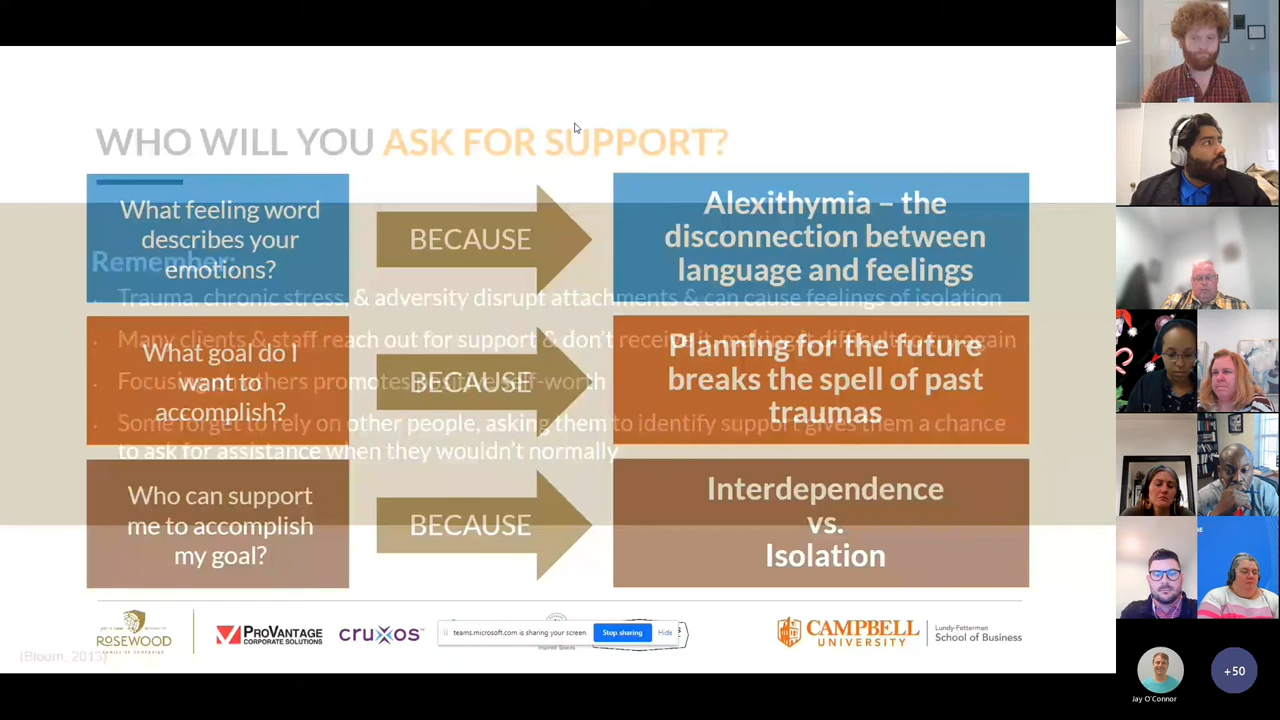 WHO WILL YOU ASK FOR SUPPORT?
What feeling word
describes your
emotions?
BECAUSE
Alexithymia – the
disconnection between
language and feelings
Remember:
Trauma, chronic stress, & adversity disrupt attachments & can cause feelings of isolation
Many clients & staff reach out for support & don't receive it, making it difficult to try again
What goal do I
want to
accomplish?
BECAUSE
Planning for the future
breaks the spell of past
traumas
Focusing on others promotes positive self-worth
Some forget to rely on other people, asking them to identify support gives them a chance
to ask for assistance when they wouldn't normally
Who can support
me to accomplish
my goal?
BECAUSE
Interdependence
vs.
Isolation
ROSEWOOD
PROVANTAGE
CORPORATE SOLUTIONS
cruxos
teams.microsoft.com is sharing your screen.
Stop sharing
Hide
Inspired Spaces
CAMPBELL
UNIVERSITY
Lundy-Fetterman
School of Business
(Bloom, 2013)
Jay O'Connor
+50